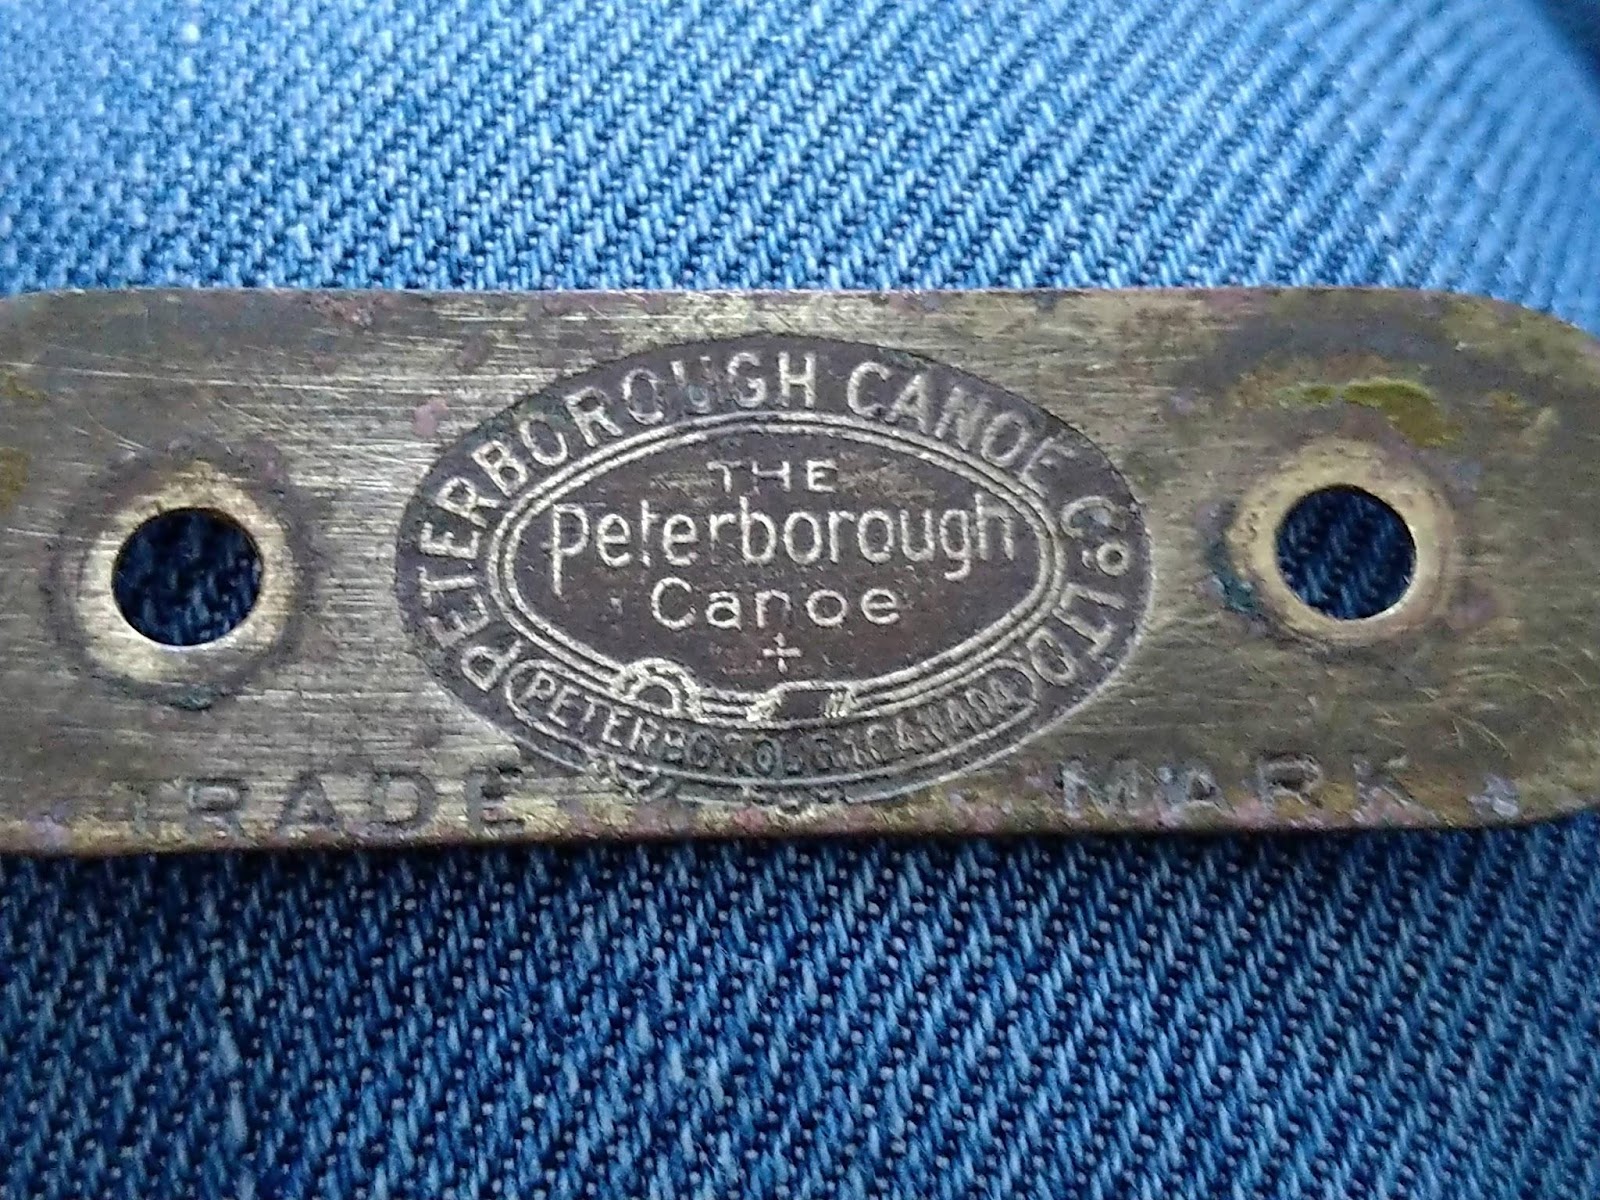 PETERBOROUGH CANOE Co LTD
THE
Peterborough
Canoe
PETERBOROUGH CANADA
TRADE MARK